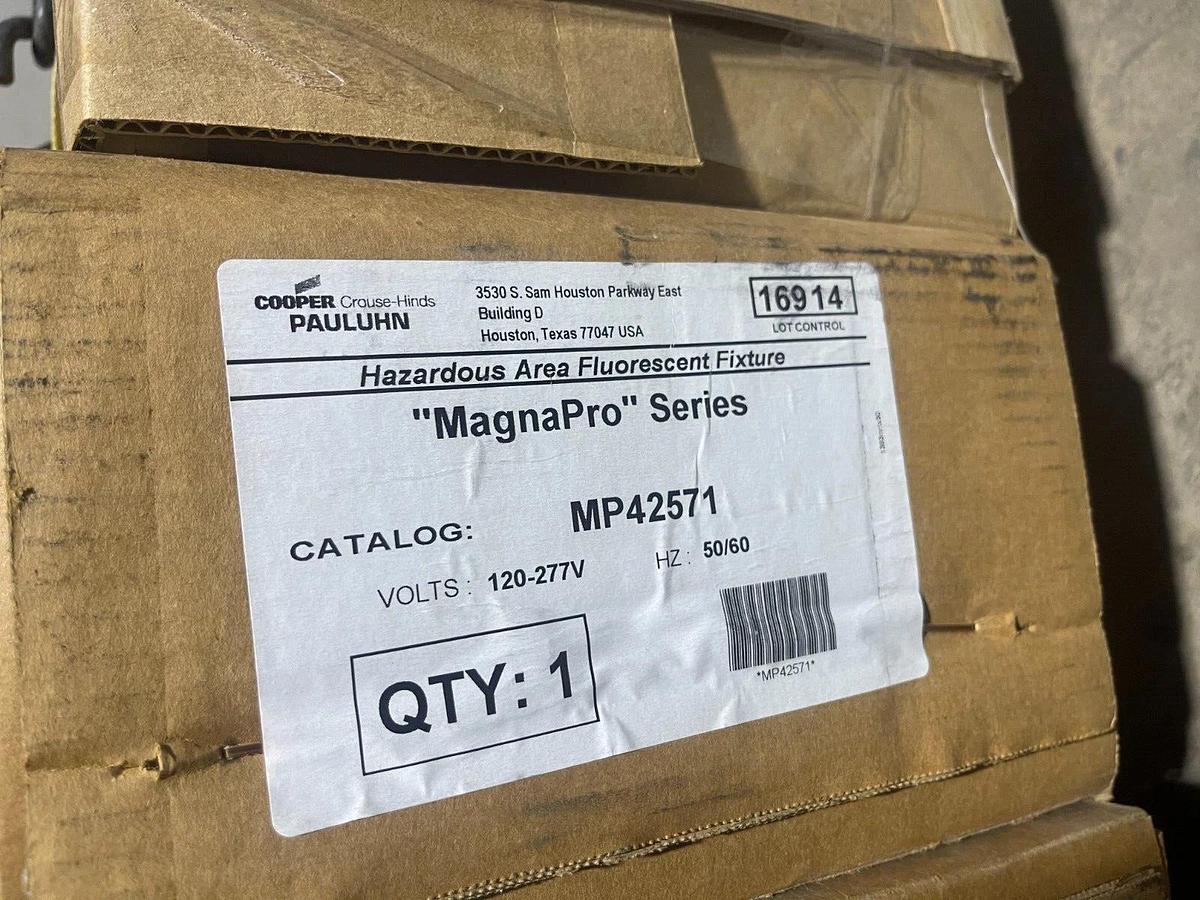 COOPER Crouse-Hinds
PAULUHN
3530 S. Sam Houston Parkway East
Building D
Houston, Texas 77047 USA
16914
LOT CONTROL
Hazardous Area Fluorescent Fixture
"MagnaPro" Series
CATALOG: MP42571
VOLTS : 120-277V HZ : 50/60
QTY: 1
*MP42571*